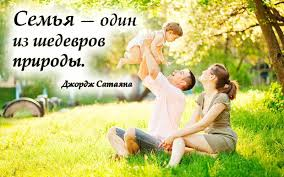 Семья – один
из шедевров
природы.
Джордж Сатаяна